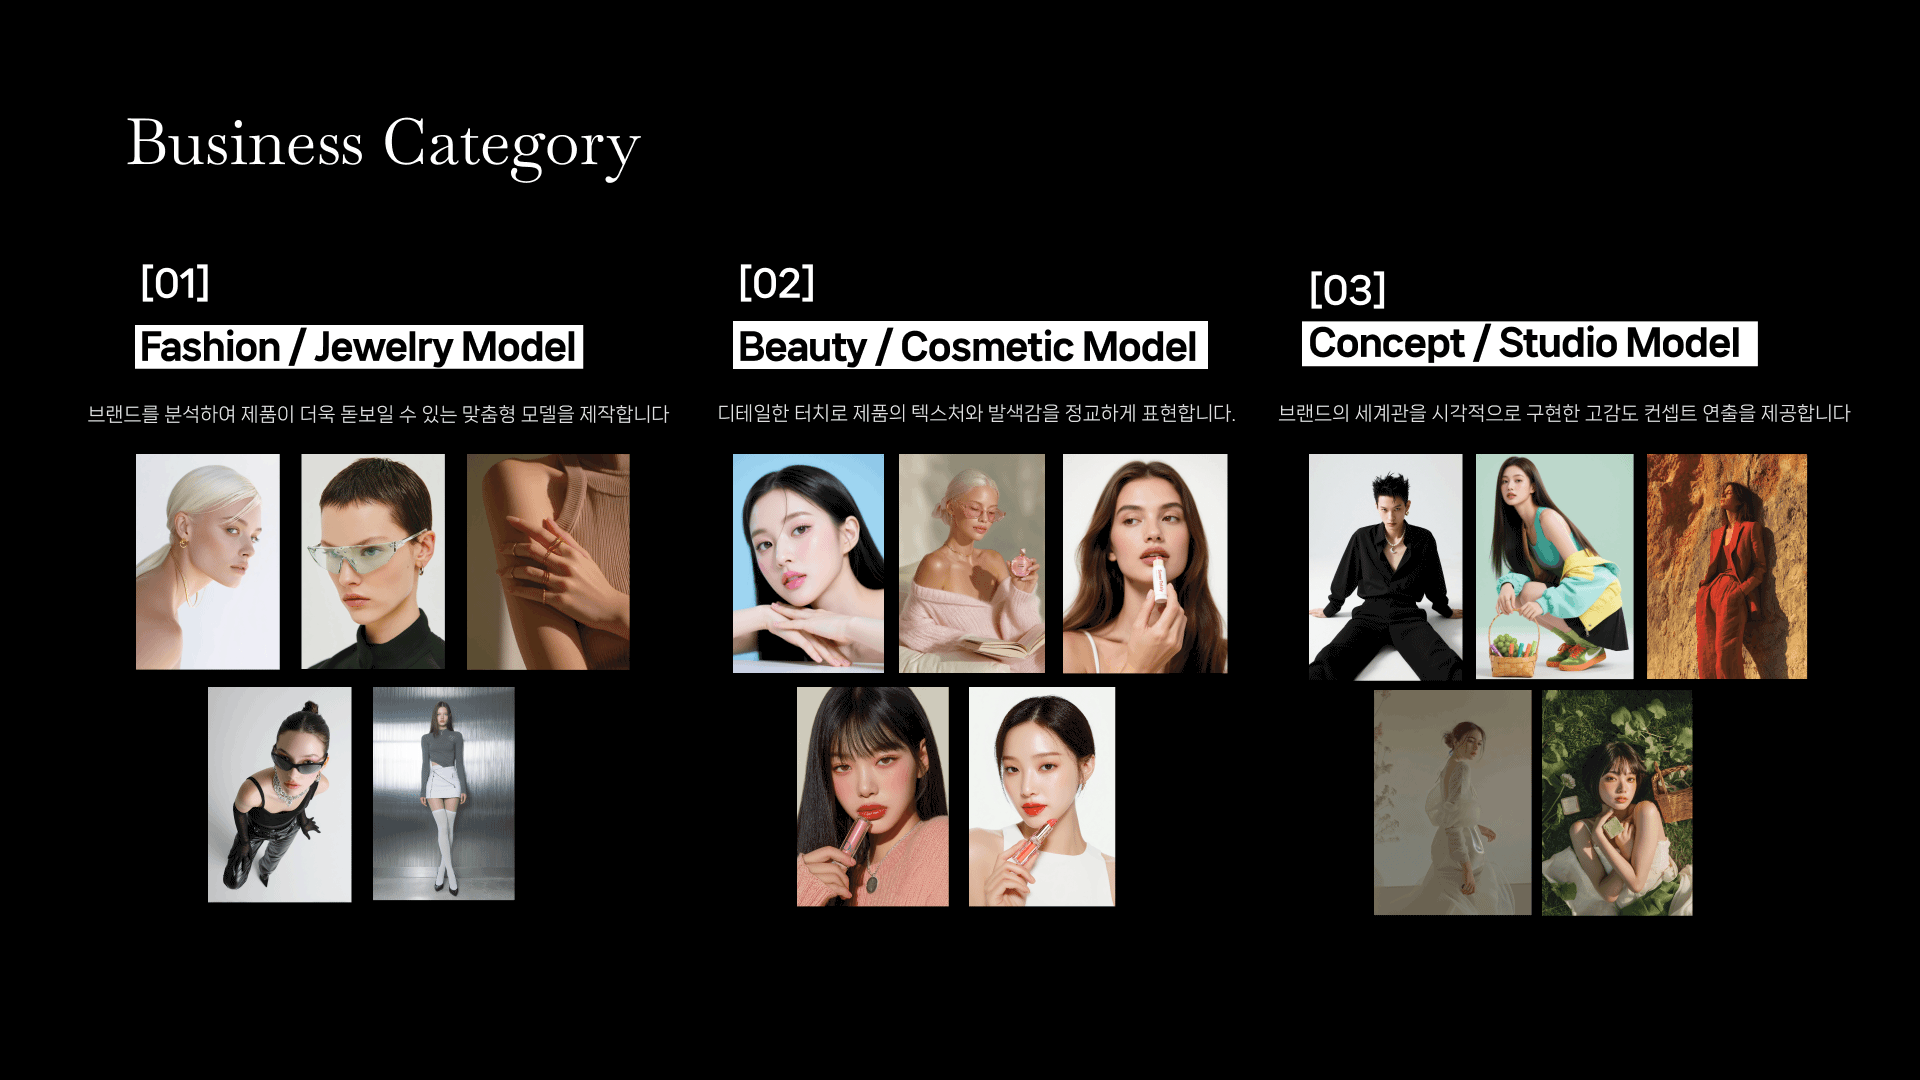 Business Category
[01]
Fashion / Jewelry Model
브랜드를 분석하여 제품이 더욱 돋보일 수 있는 맞춤형 모델을 제작합니다
[02]
Beauty / Cosmetic Model
디테일한 터치로 제품의 텍스처와 발색감을 정교하게 표현합니다.
[03]
Concept / Studio Model
브랜드의 세계관을 시각적으로 구현한 고감도 컨셉트 연출을 제공합니다